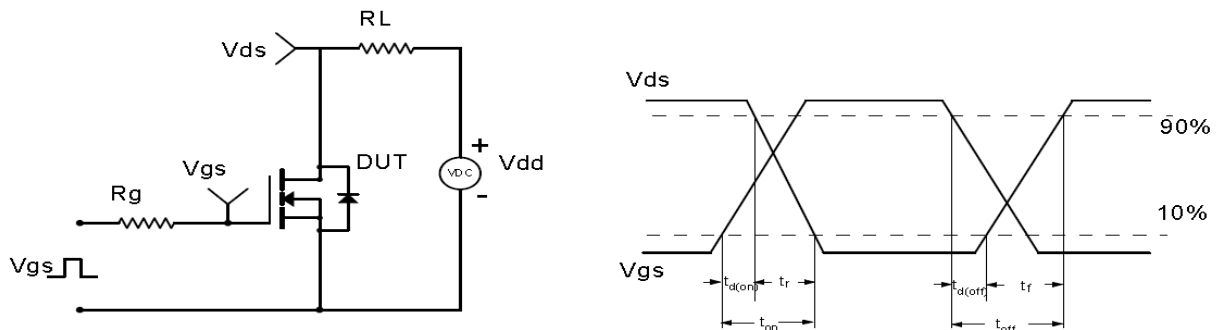 RL
Vds
Vgs
DUT
+
Vdd
VDC
-
Rg
Vgs
Vds
90%
10%
Vgs
td(on)
tr
td(off)
tf
ton
toff